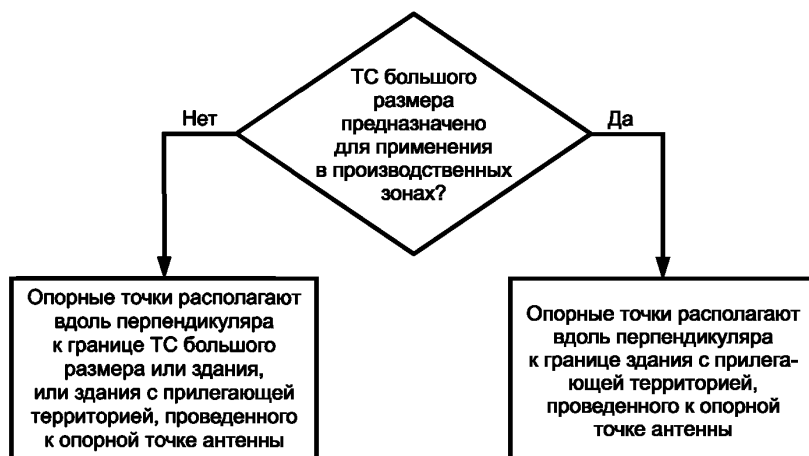 ТС большого
размера
предназначено
для применения
в производственных
зонах?
Нет
Да
Опорные точки располагают
вдоль перпендикуляра
к границе ТС большого
размера или здания,
или здания с прилегающей
территорией, проведенного
к опорной точке антенны
Опорные точки располагают
вдоль перпендикуляра
к границе здания с прилега-
ющей территорией,
проведенного к опорной
точке антенны